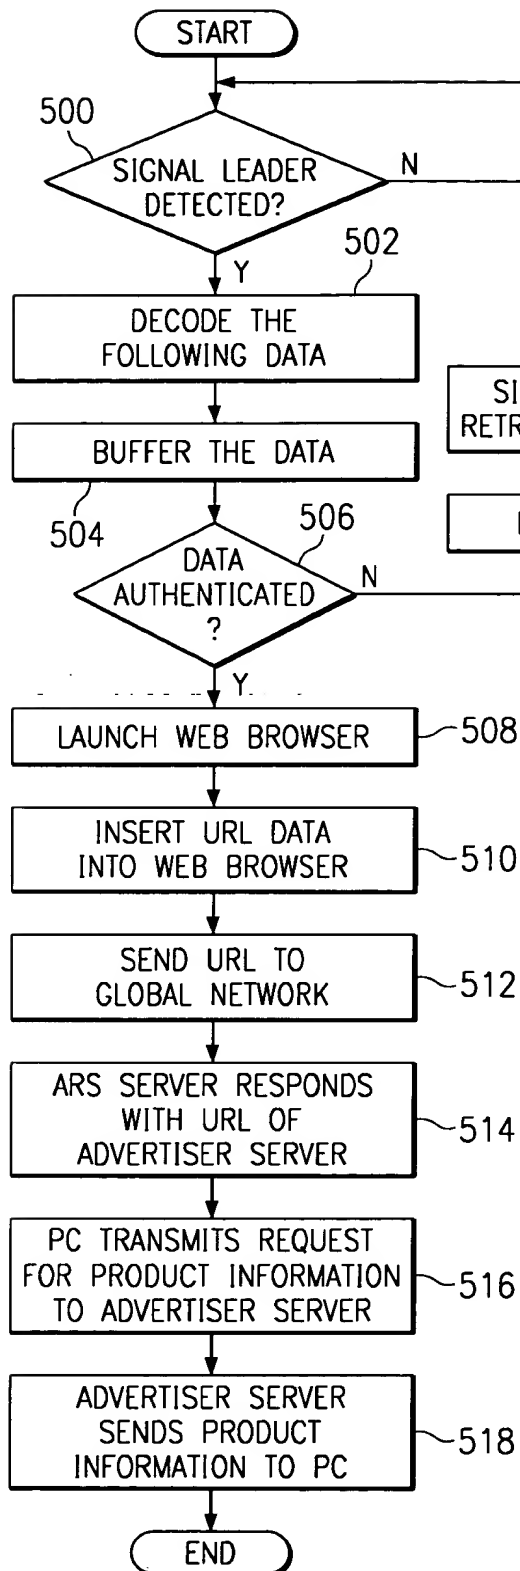 START
500
SIGNAL LEADER
DETECTED?
N
Y
502
DECODE THE
FOLLOWING DATA
BUFFER THE DATA
504
506
DATA
AUTHENTICATED
?
N
Y
LAUNCH WEB BROWSER
508
INSERT URL DATA
INTO WEB BROWSER
510
SEND URL TO
GLOBAL NETWORK
512
ARS SERVER RESPONDS
WITH URL OF
ADVERTISER SERVER
514
PC TRANSMITS REQUEST
FOR PRODUCT INFORMATION
TO ADVERTISER SERVER
516
ADVERTISER SERVER
SENDS PRODUCT
INFORMATION TO PC
518
END